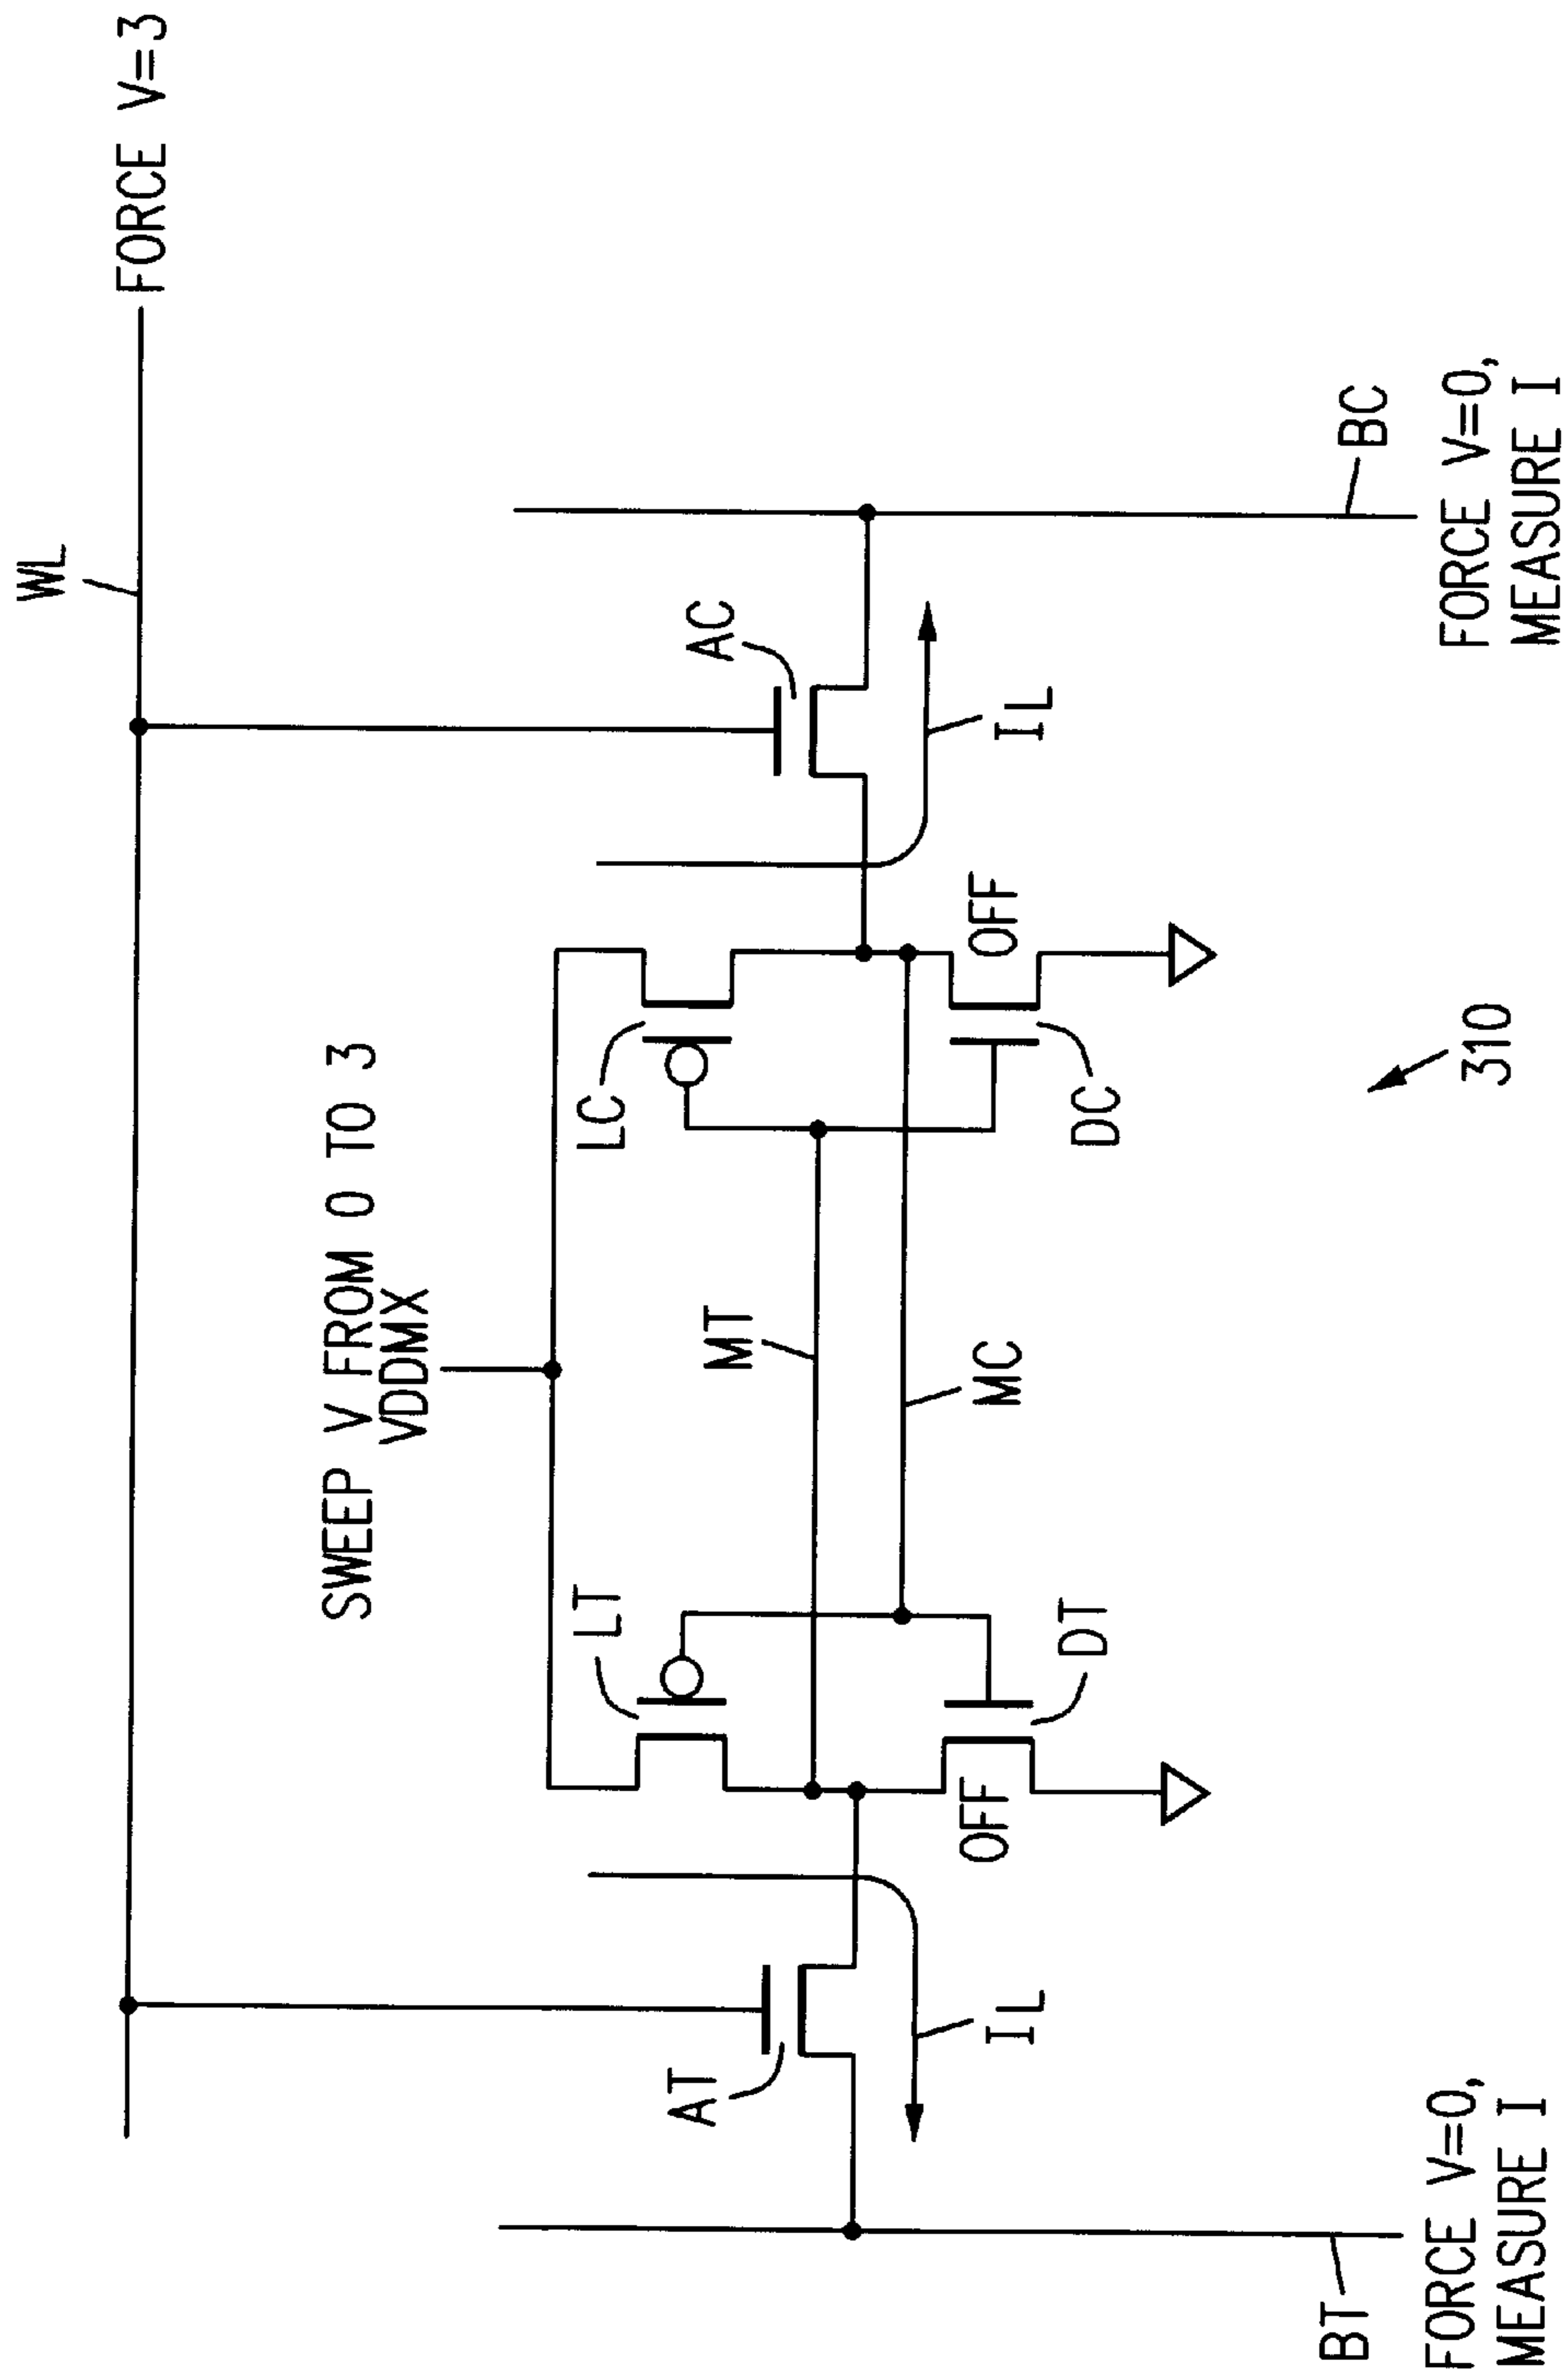 WL
FORCE V=3
SWEEP V FROM 0 TO 3
VDDMX
LT
LC
AT
MT
AC
OFF
MC
OFF
IL
DT
DC
IL
BT
310
BC
FORCE V=0,
MEASURE I
FORCE V=0,
MEASURE I